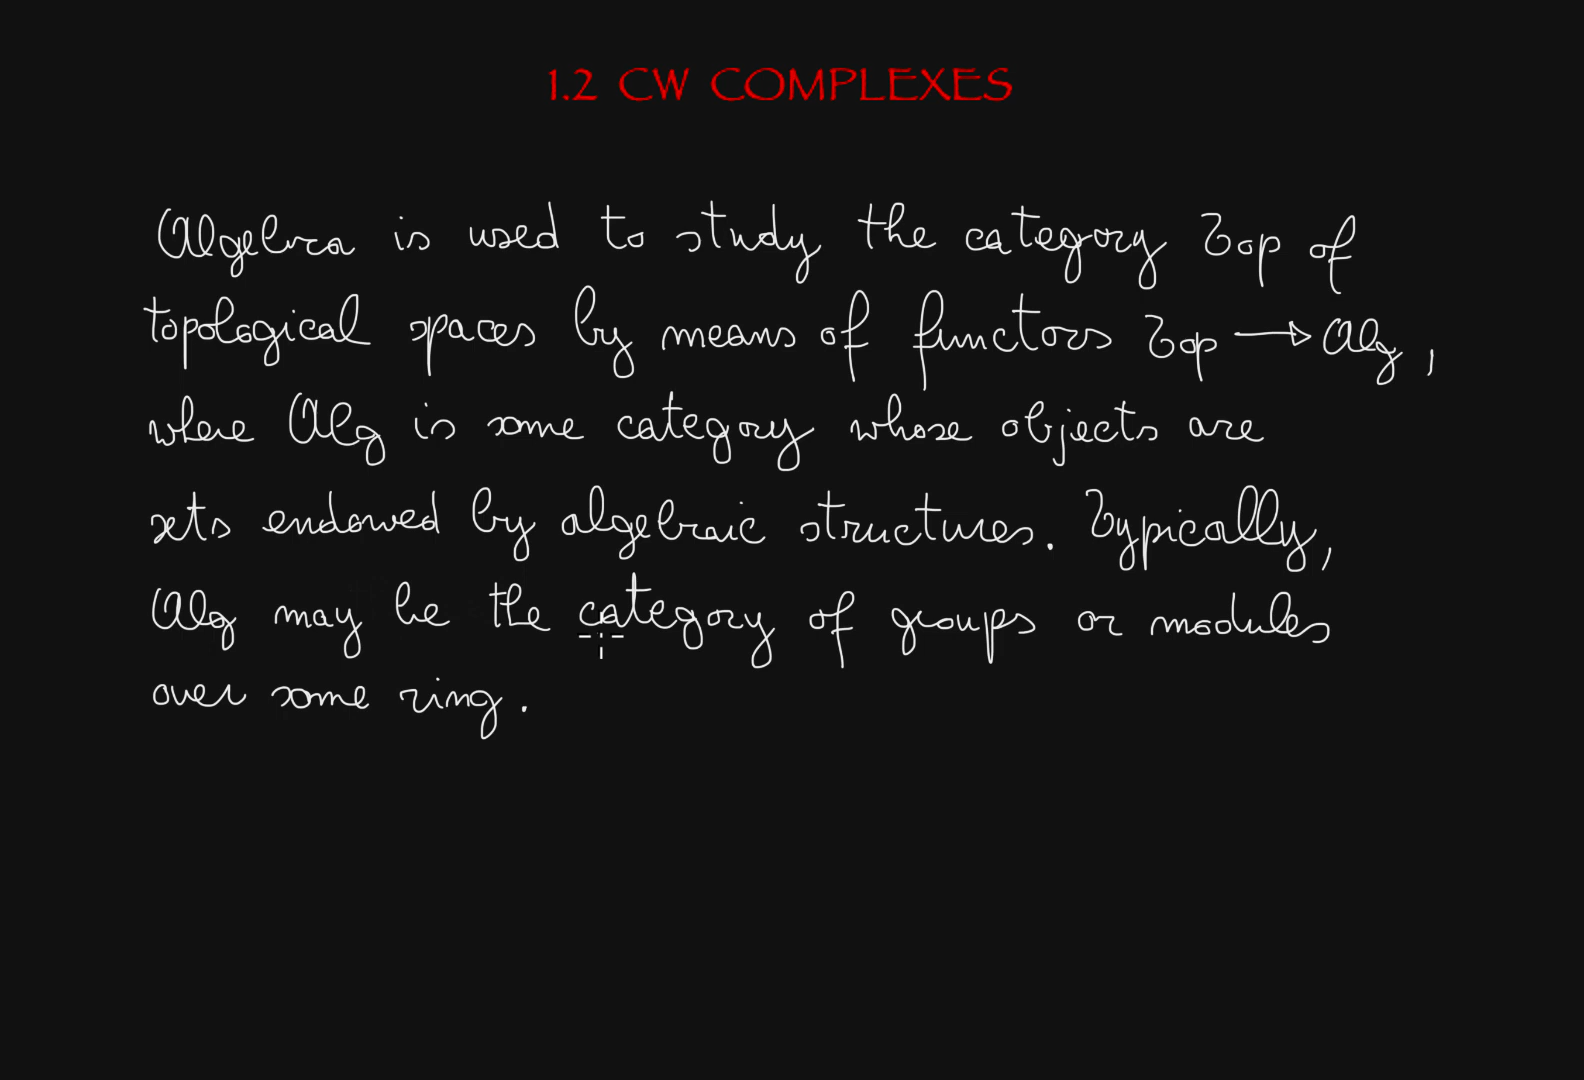 1.2 CW COMPLEXES
Algebra is used to study the category Top of
topological spaces by means of functors Top → Alg,
where Alg is some category whose objects are
sets endowed by algebraic structures. Typically,
Alg may be the category of groups or modules
over some ring.